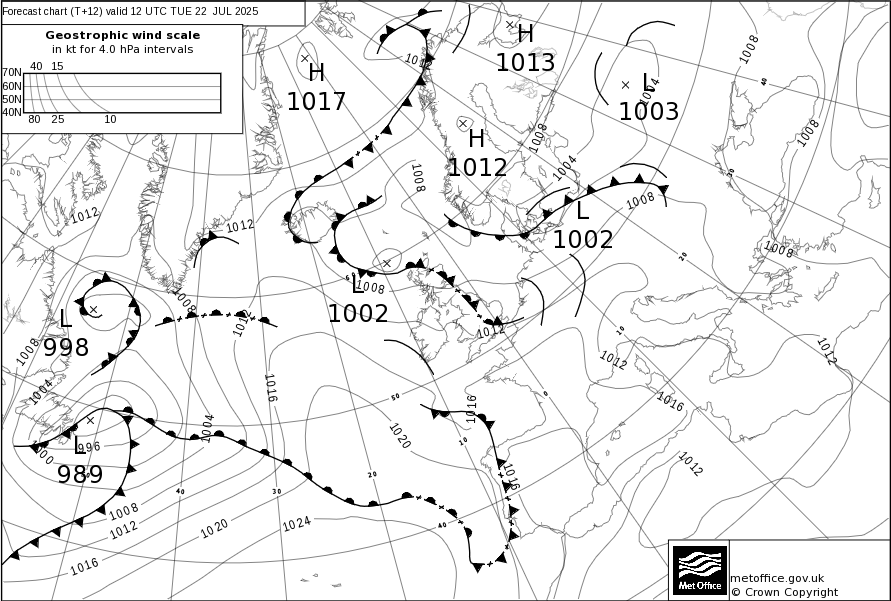 Forecast chart (T+12) valid 12 UTC TUE 22 JUL 2025
Geostrophic wind scale
in kt for 4.0 hPa intervals
40 15
70N
60N
50N
40N
80 25 10
H
1017
H
1013
L
1003
1004
1012
H
1012
1008
1008
1008
1004
1008
40
30
1008
L
1002
1012
1012
1008
20
1008
L
1002
1008
L
998
1008
1012
1012
10
1012
1012
1004
1016
50
0
1016
1016
1004
1020
10
L
989
996
1000
1016
1012
20
40
30
40
1008
1012
1020
1024
1016
Met Office
metoffice.gov.uk
© Crown Copyright